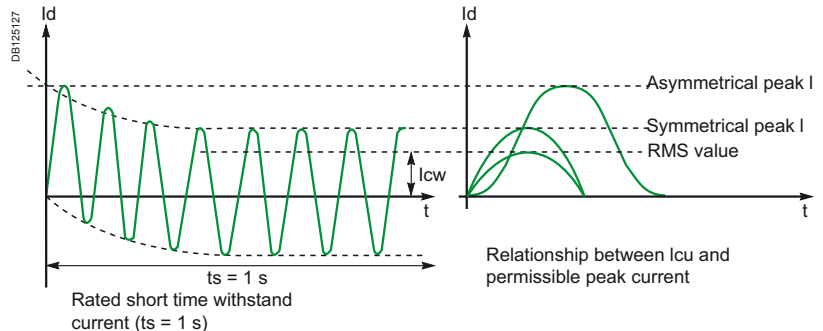 DB125127
Id
Icw
t
ts = 1 s
Rated short time withstand
current (ts = 1 s)
Id
Asymmetrical peak I
Symmetrical peak I
RMS value
t
Relationship between Icu and
permissible peak current